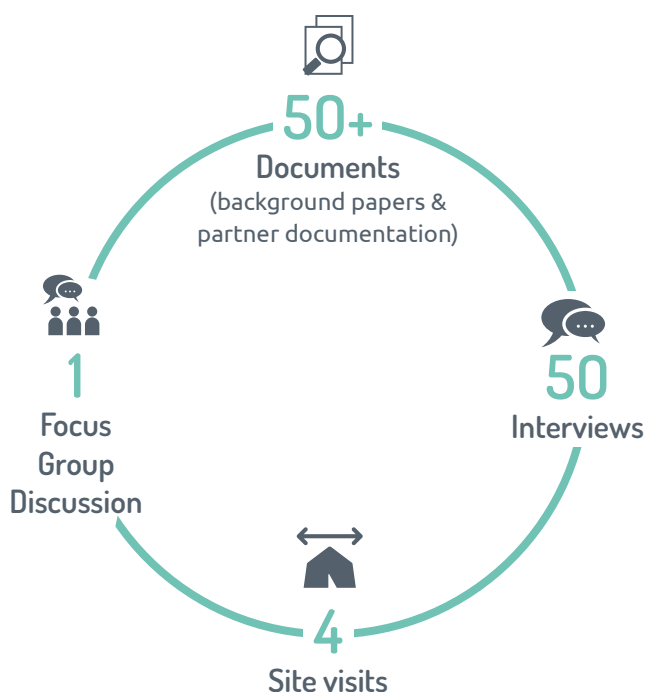 50+
Documents
(background papers &
partner documentation)
50
Interviews
1
Focus
Group
Discussion
4
Site visits